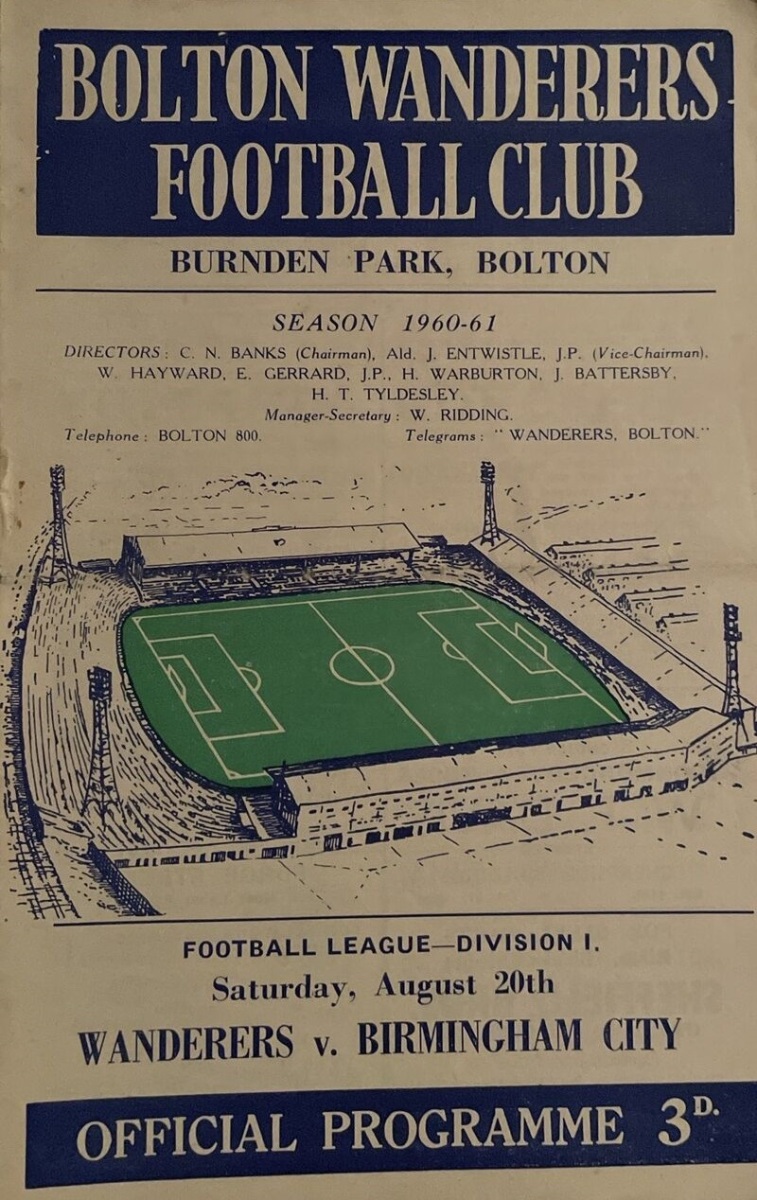 BOLTON WANDERERS
FOOTBALL CLUB
BURNDEN PARK, BOLTON
SEASON 1960-61
DIRECTORS : C. N. BANKS (Chairman), Ald. J. ENTWISTLE, J.P. (Vice-Chairman),
W. HAYWARD, E. GERRARD, J.P., H. WARBURTON, J. BATTERSBY,
H. T. TYLDESLEY.
Manager-Secretary : W. RIDDING.
Telephone : BOLTON 800. Telegrams : "WANDERERS, BOLTON."
FOOTBALL LEAGUE—DIVISION I.
Saturday, August 20th
WANDERERS v. BIRMINGHAM CITY
OFFICIAL PROGRAMME 3D.